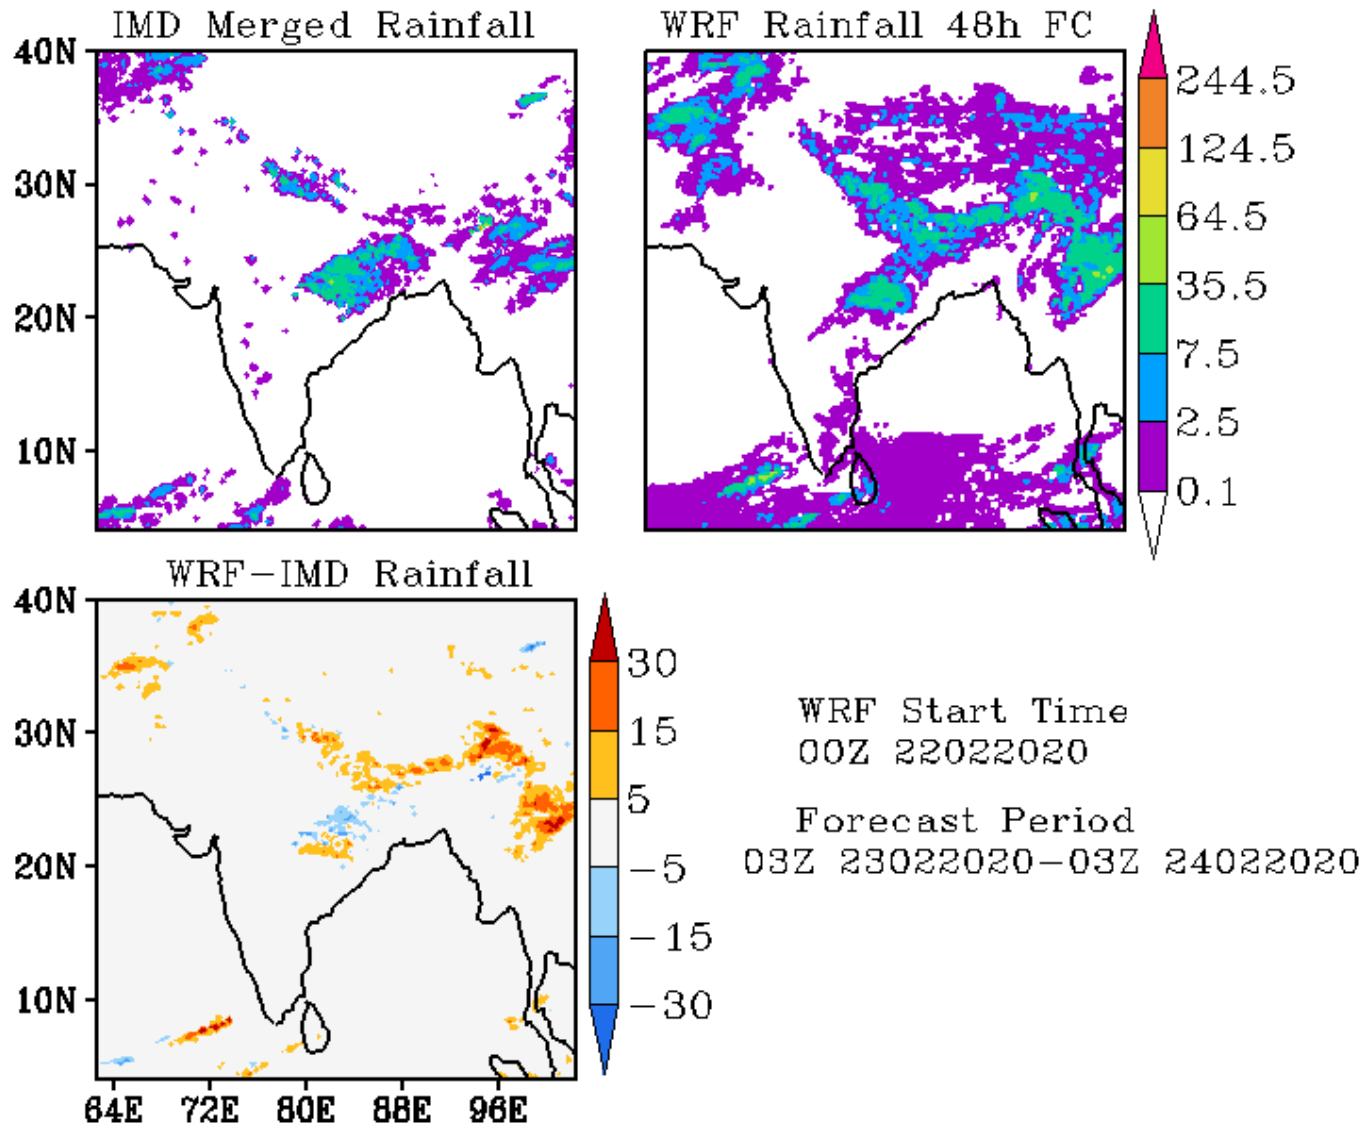 IMD Merged Rainfall
WRF Rainfall 48h FC
40N
30N
20N
10N
244.5
124.5
64.5
35.5
7.5
2.5
0.1
WRF-IMD Rainfall
40N
30N
20N
10N
64E 72E 80E 88E 96E
30
15
5
-5
-15
-30
WRF Start Time
00Z 22022020
Forecast Period
03Z 23022020-03Z 24022020